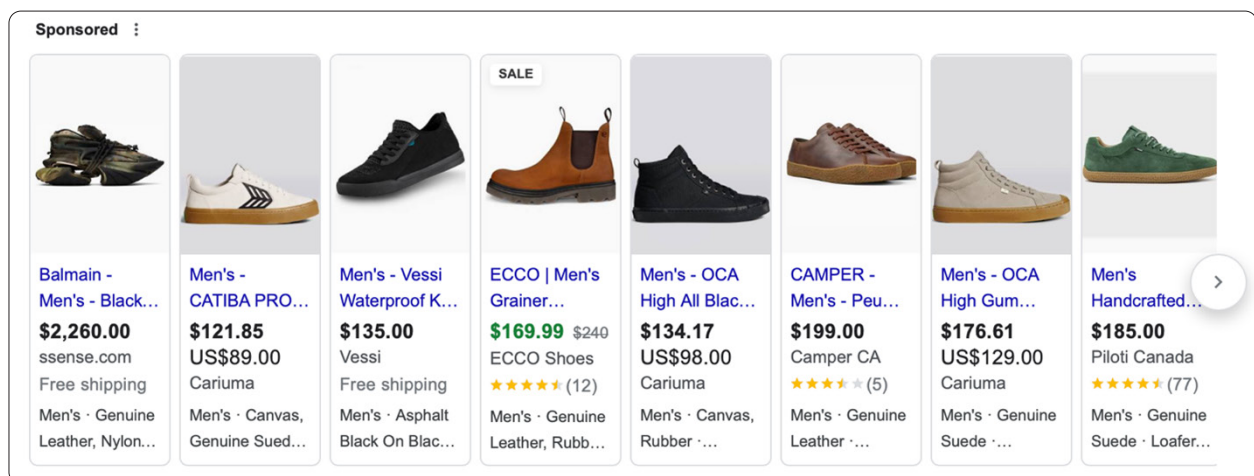 Sponsored
SALE
Balmain -
Men's - Black...
$2,260.00
ssense.com
Free shipping
Men's · Genuine
Leather, Nylon...
Men's -
CATIBA PRO...
$121.85
US$89.00
Cariuma
Men's · Canvas,
Genuine Sued...
Men's - Vessi
Waterproof K...
$135.00
Vessi
Free shipping
Men's · Asphalt
Black On Blac...
ECCO | Men's
Grainer...
$169.99 $240
ECCO Shoes
(12)
Men's · Genuine
Leather, Rubb...
Men's - OCA
High All Blac...
$134.17
US$98.00
Cariuma
Men's · Canvas,
Rubber ·...
CAMPER -
Men's - Peu...
$199.00
Camper CA
(5)
Men's · Genuine
Leather ·...
Men's - OCA
High Gum...
$176.61
US$129.00
Cariuma
Men's · Genuine
Suede ·...
Men's
Handcrafted...
$185.00
Piloti Canada
(77)
Men's · Genuine
Suede · Loafer...